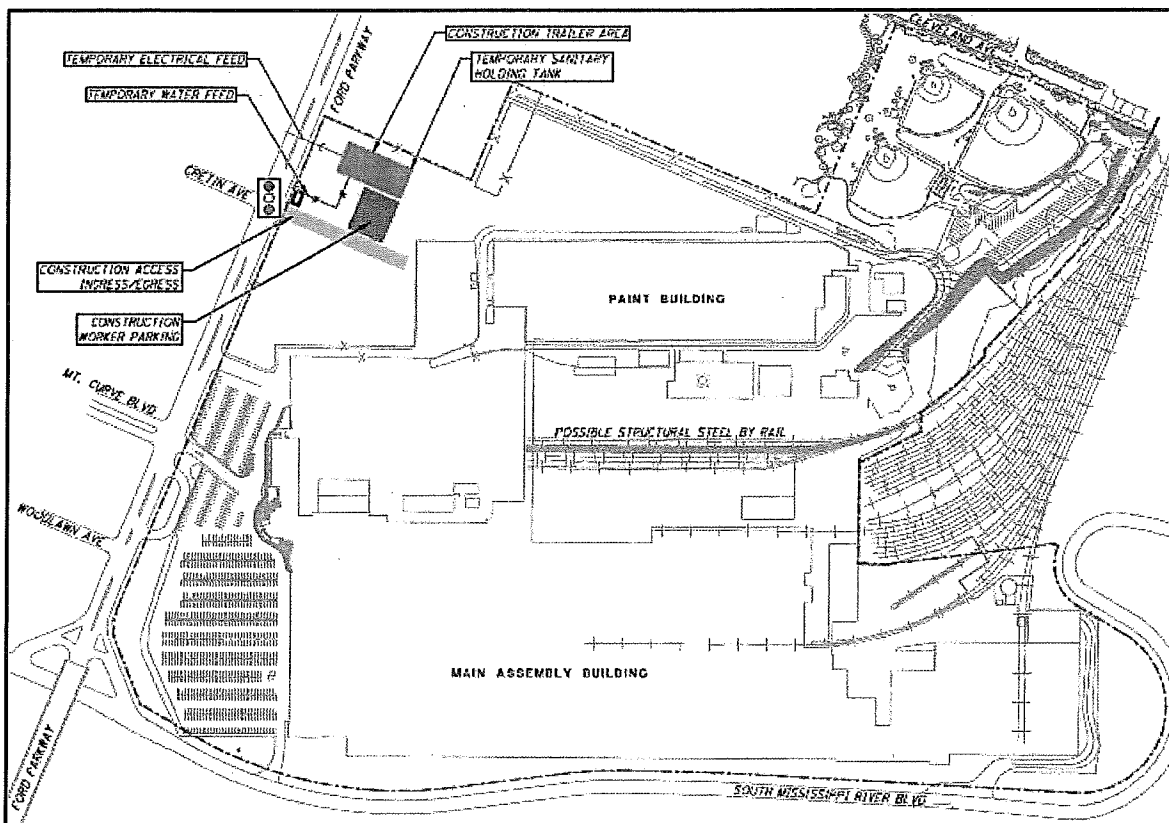 CONSTRUCTION TRAILER AREA
CLEVELAND AVE.
TEMPORARY ELECTRICAL FEED
TEMPORARY SANITARY
HOLDING TANK
TEMPORARY WATER FEED
FORD PARKWAY
CRETIN AVE.
CONSTRUCTION ACCESS
INGRESS/EGRESS
CONSTRUCTION
WORKER PARKING
PAINT BUILDING
MT. CURVE BLVD.
POSSIBLE STRUCTURAL STEEL BY RAIL
WOODLAWN AVE.
MAIN ASSEMBLY BUILDING
FORD PARKWAY
SOUTH MISSISSIPPI RIVER BLVD.